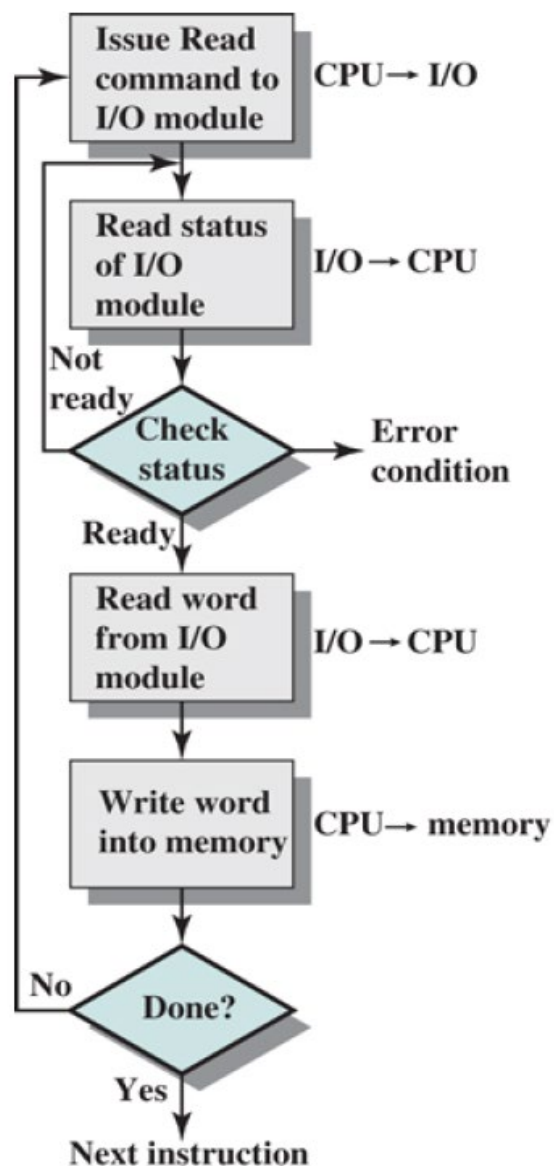 Issue Read
command to
I/O module
CPU → I/O
Read status
of I/O
module
I/O → CPU
Not
ready
Check
status
Error
condition
Ready
Read word
from I/O
module
I/O → CPU
Write word
into memory
CPU → memory
No
Done?
Yes
Next instruction